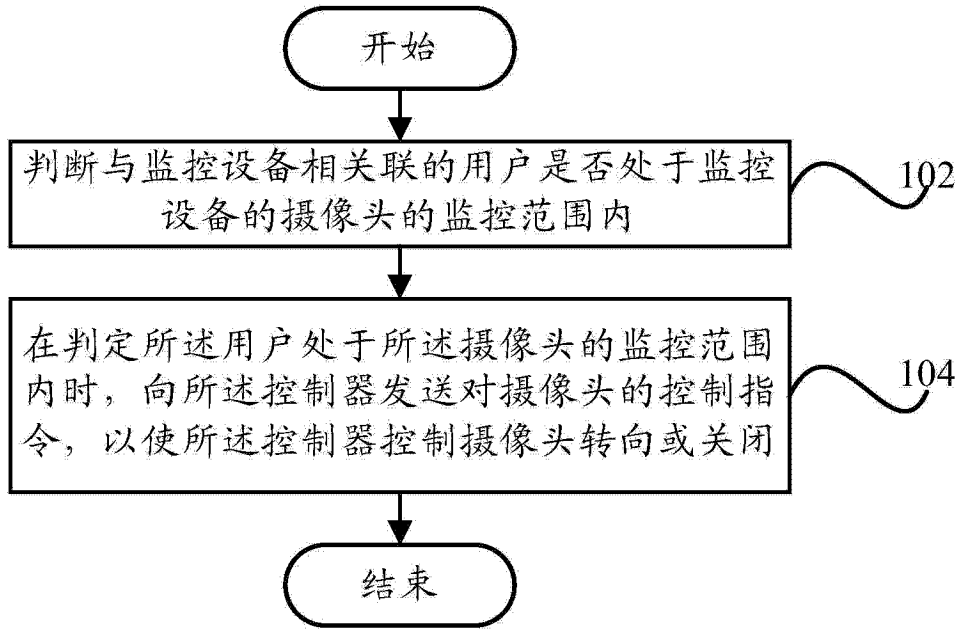 开始
判断与监控设备相关联的用户是否处于监控
设备的摄像头的监控范围内
102
在判定所述用户处于所述摄像头的监控范围
内时，向所述控制器发送对摄像头的控制指
令，以使所述控制器控制摄像头转向或关闭
104
结束